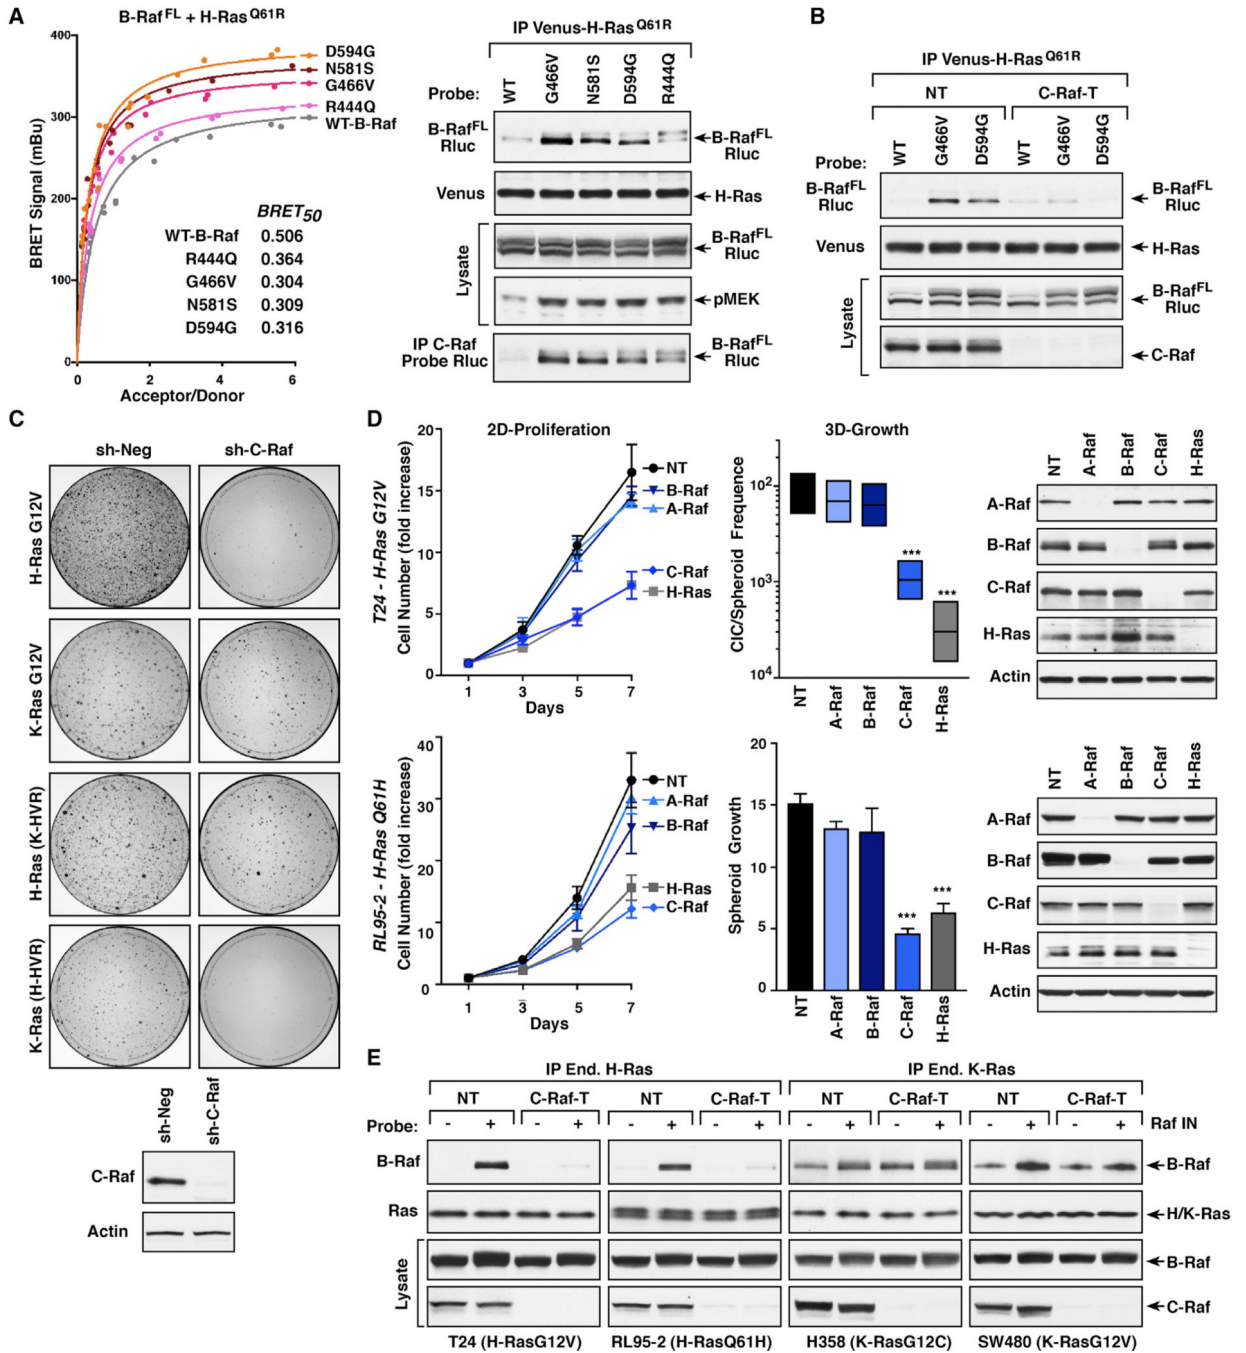 A
B-Raf FL + H-Ras Q61R
400
300
200
100
0
BRET Signal (mBu)
0 2 4 6
Acceptor/Donor
D594G
N581S
G466V
R444Q
WT-B-Raf
BRET50
WT-B-Raf 0.506
R444Q 0.364
G466V 0.304
N581S 0.309
D594G 0.316
IP Venus-H-Ras Q61R
Probe: WT G466V N581S D594G R444Q
B-Raf FL Rluc
B-Raf FL Rluc
Venus
H-Ras
Lysate
B-Raf FL Rluc
pMEK
IP C-Raf
Probe Rluc
B-Raf FL Rluc
B
IP Venus-H-Ras Q61R
NT C-Raf-T
Probe: WT G466V D594G WT G466V D594G
B-Raf FL Rluc
B-Raf FL Rluc
Venus
H-Ras
Lysate
B-Raf FL Rluc
C-Raf
C
sh-Neg sh-C-Raf
H-Ras G12V
K-Ras G12V
H-Ras (K-HVR)
K-Ras (H-HVR)
sh-Neg sh-C-Raf
C-Raf
Actin
D
2D-Proliferation
T24 - H-Ras G12V
Cell Number (fold increase)
20
15
10
5
0
1 3 5 7
Days
NT
B-Raf
A-Raf
C-Raf
H-Ras
3D-Growth
CIC/Spheroid Frequence
10²
10³
10⁴
***
***
NT A-Raf B-Raf C-Raf H-Ras
NT A-Raf B-Raf C-Raf H-Ras
A-Raf
B-Raf
C-Raf
H-Ras
Actin
RL95-2 - H-Ras Q61H
Cell Number (fold increase)
40
30
20
10
0
1 3 5 7
Days
NT
A-Raf
B-Raf
H-Ras
C-Raf
Spheroid Growth
20
15
10
5
0
***
***
NT A-Raf B-Raf C-Raf H-Ras
NT A-Raf B-Raf C-Raf H-Ras
A-Raf
B-Raf
C-Raf
H-Ras
Actin
E
IP End. H-Ras IP End. K-Ras
NT C-Raf-T NT C-Raf-T NT C-Raf-T NT C-Raf-T
Probe: - + - + - + - + - + - + - + - + Raf IN
B-Raf
B-Raf
Ras
H/K-Ras
Lysate
B-Raf
C-Raf
T24 (H-RasG12V) RL95-2 (H-RasQ61H) H358 (K-RasG12C) SW480 (K-RasG12V)